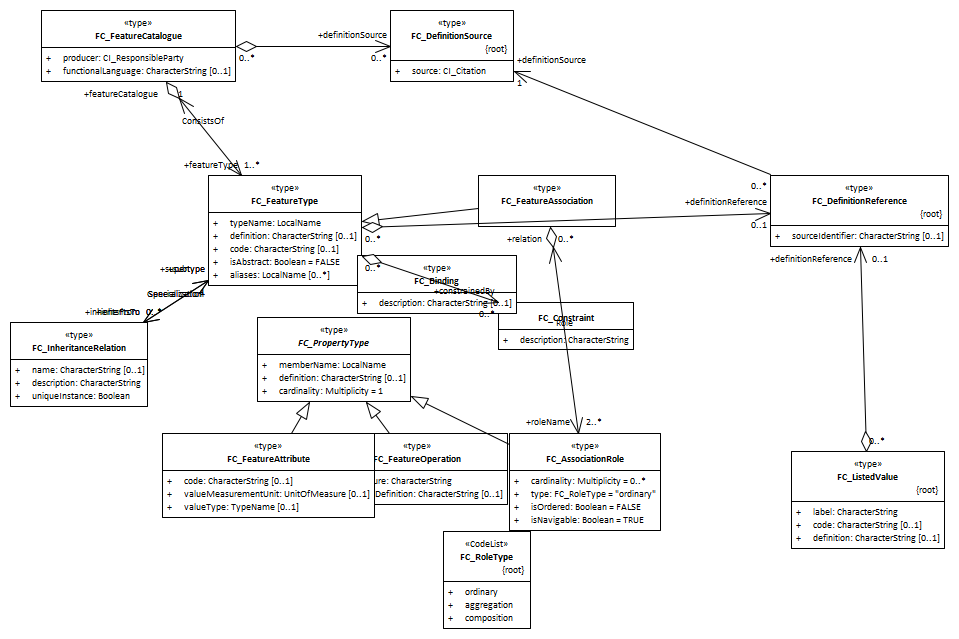 «type»
FC_FeatureCatalogue
+ producer: CI_ResponsibleParty
+ functionalLanguage: CharacterString [0..1]
+definitionSource
0..*
0..*
«type»
FC_DefinitionSource
{root}
+ source: CI_Citation
+definitionSource
1
+featureCatalogue
1
ConsistsOf
+featureType 1..*
«type»
FC_FeatureType
+ typeName: LocalName
+ definition: CharacterString [0..1]
+ code: CharacterString [0..1]
+ isAbstract: Boolean = FALSE
+ aliases: LocalName [0..*]
«type»
FC_FeatureAssociation
0..*
+definitionReference
0..1
0..*
«type»
FC_DefinitionReference
{root}
+ sourceIdentifier: CharacterString [0..1]
+definitionReference 0..1
+relation 0..*
0..*
«type»
FC_Binding
+ description: CharacterString [0..1]
+constrainedBy
0..*
FC_Constraint
+ description: CharacterString
Role
«type»
FC_InheritanceRelation
+ name: CharacterString [0..1]
+ description: CharacterString
+ uniqueInstance: Boolean
«type»
FC_PropertyType
+ memberName: LocalName
+ definition: CharacterString [0..1]
+ cardinality: Multiplicity = 1
+roleName 2..*
«type»
FC_FeatureAttribute
+ code: CharacterString [0..1]
+ valueMeasurementUnit: UnitOfMeasure [0..1]
+ valueType: TypeName [0..1]
«type»
FC_FeatureOperation
ure: CharacterString
Definition: CharacterString [0..1]
«type»
FC_AssociationRole
+ cardinality: Multiplicity = 0..*
+ type: FC_RoleType = "ordinary"
+ isOrdered: Boolean = FALSE
+ isNavigable: Boolean = TRUE
0..*
«type»
FC_ListedValue
{root}
+ label: CharacterString
+ code: CharacterString [0..1]
+ definition: CharacterString [0..1]
«CodeList»
FC_RoleType
{root}
+ ordinary
+ aggregation
+ composition